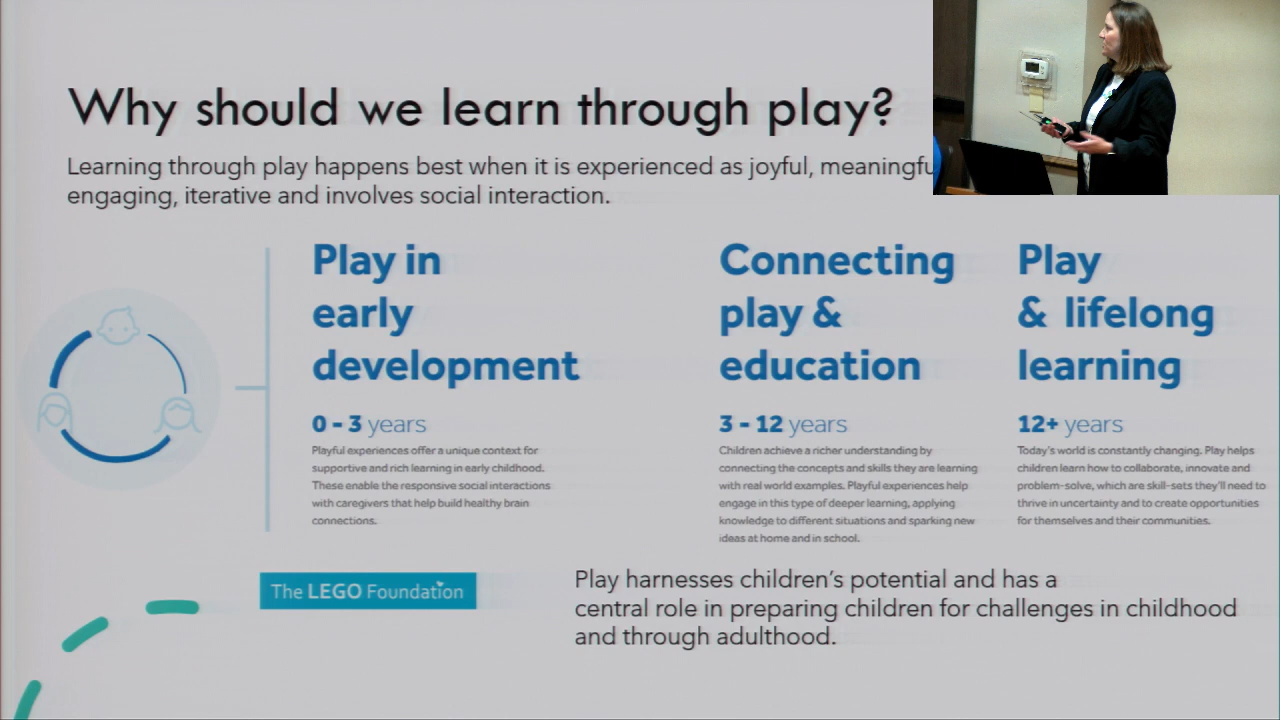 Why should we learn through play?
Learning through play happens best when it is experienced as joyful, meaningfu
engaging, iterative and involves social interaction.
Play in
early
development
0 - 3 years
Playful experiences offer a unique context for
supportive and rich learning in early childhood.
These enable the responsive social interactions
with caregivers that help build healthy brain
connections.
Connecting
play &
education
3 - 12 years
Children achieve a richer understanding by
connecting the concepts and skills they are learning
with real world examples. Playful experiences help
engage in this type of deeper learning, applying
knowledge to different situations and sparking new
ideas at home and in school.
Play
& lifelong
learning
12+ years
Today's world is constantly changing. Play helps
children learn how to collaborate, innovate and
problem-solve, which are skill-sets they'll need to
thrive in uncertainty and to create opportunities
for themselves and their communities.
The LEGO Foundation
Play harnesses children's potential and has a
central role in preparing children for challenges in childhood
and through adulthood.